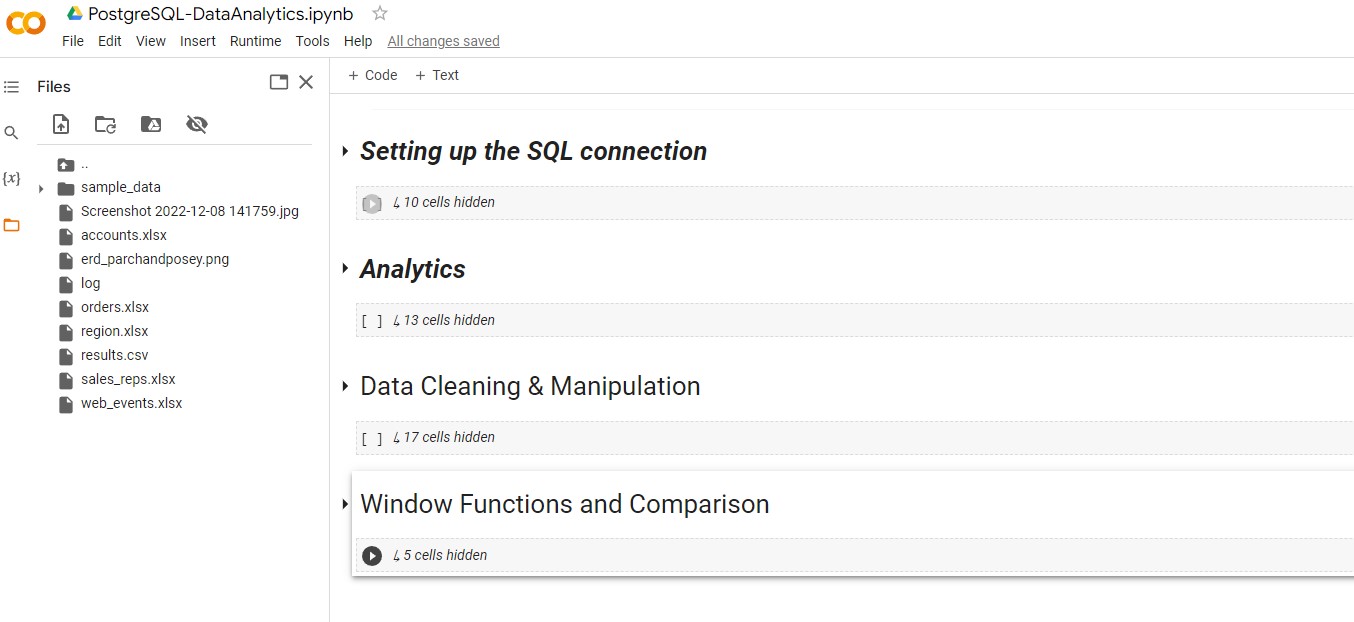 PostgreSQL-DataAnalytics.ipynb
File Edit View Insert Runtime Tools Help All changes saved
Files
+ Code + Text
{x}
..
sample_data
Screenshot 2022-12-08 141759.jpg
accounts.xlsx
erd_parchandposey.png
log
orders.xlsx
region.xlsx
results.csv
sales_reps.xlsx
web_events.xlsx
Setting up the SQL connection
[ ] ↳ 10 cells hidden
Analytics
[ ] ↳ 13 cells hidden
Data Cleaning & Manipulation
[ ] ↳ 17 cells hidden
Window Functions and Comparison
↳ 5 cells hidden